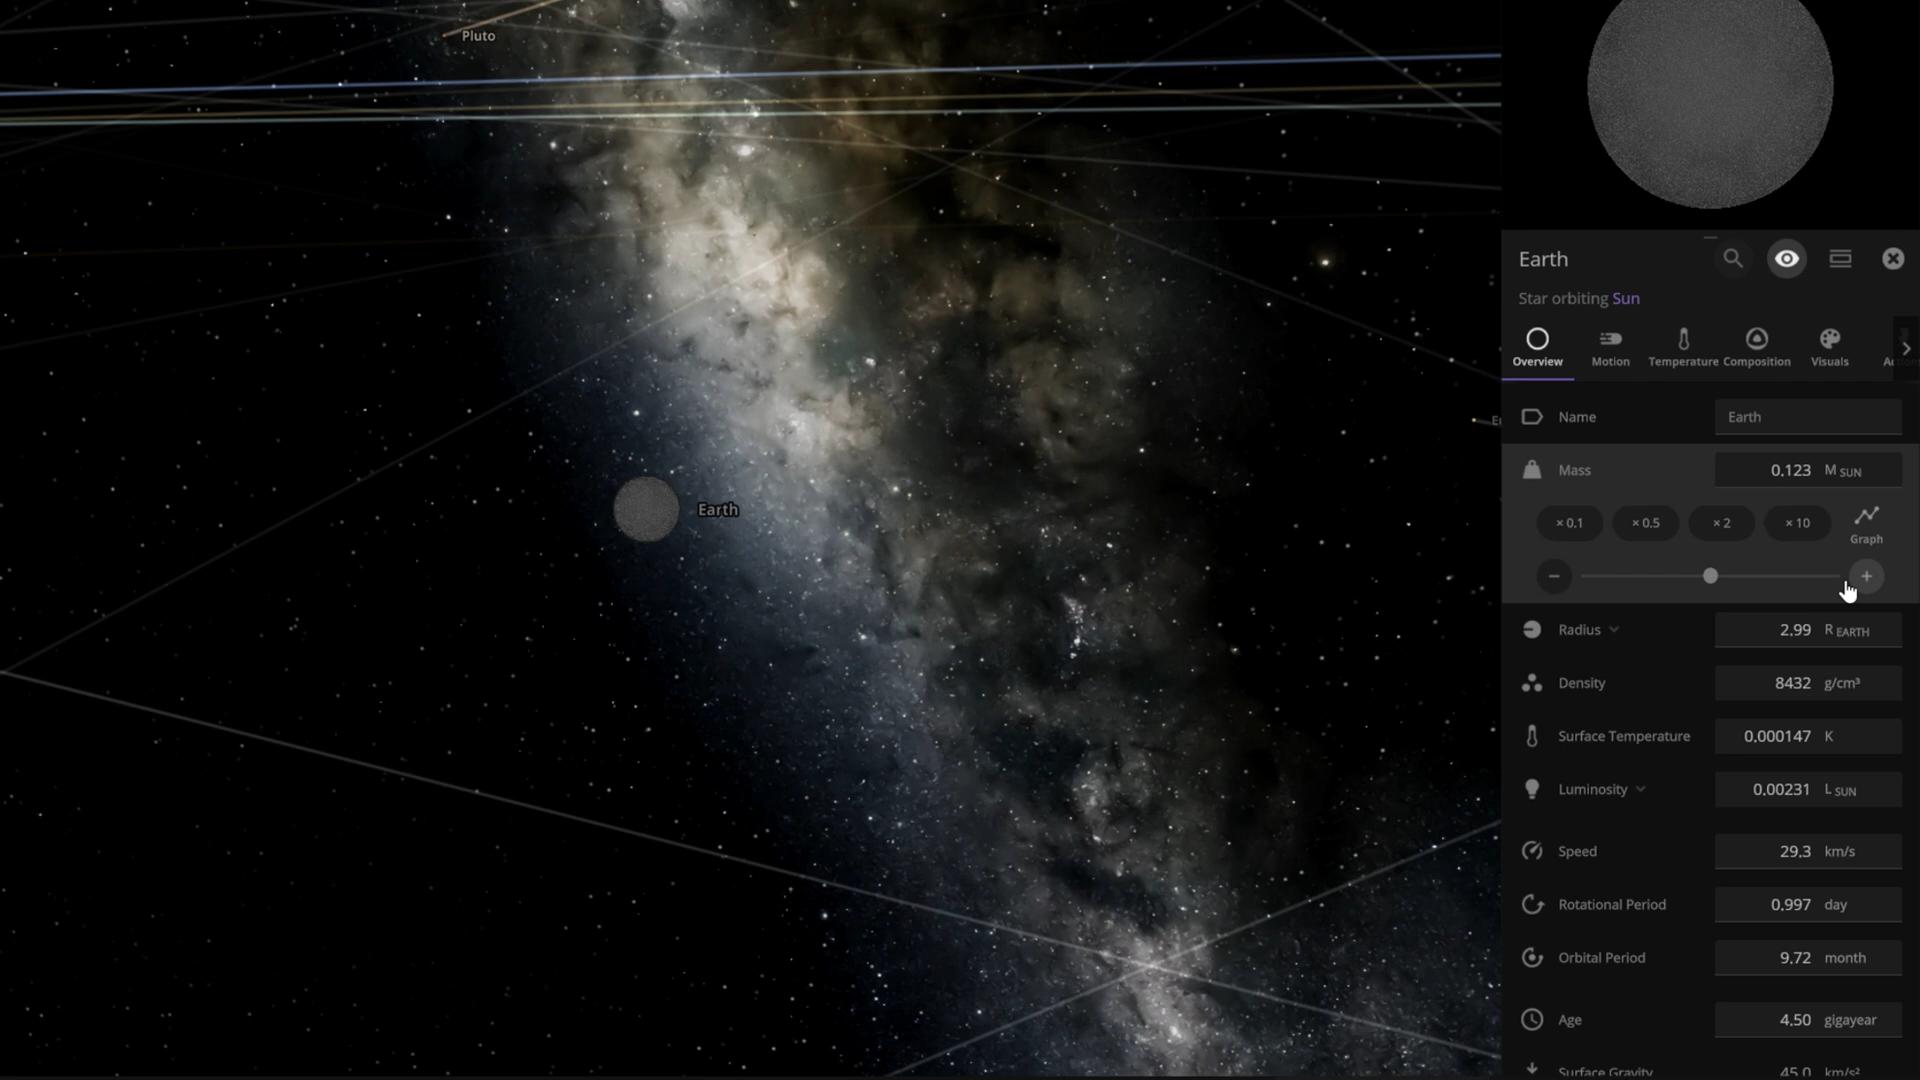 Pluto
Earth
Earth
Star orbiting Sun
Overview
Motion
Temperature
Composition
Visuals
Name
Earth
Mass
0.123 M SUN
× 0.1
× 0.5
× 2
× 10
Graph
Radius
2.99 R EARTH
Density
8432 g/cm³
Surface Temperature
0.000147 K
Luminosity
0.00231 L SUN
Speed
29.3 km/s
Rotational Period
0.997 day
Orbital Period
9.72 month
Age
4.50 gigayear
Surface Gravity
45.0 km/s²